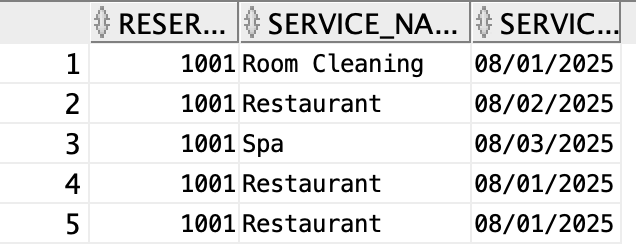 RESER... SERVICE_NA... SERVIC...
1 1001 Room Cleaning 08/01/2025
2 1001 Restaurant 08/02/2025
3 1001 Spa 08/03/2025
4 1001 Restaurant 08/01/2025
5 1001 Restaurant 08/01/2025